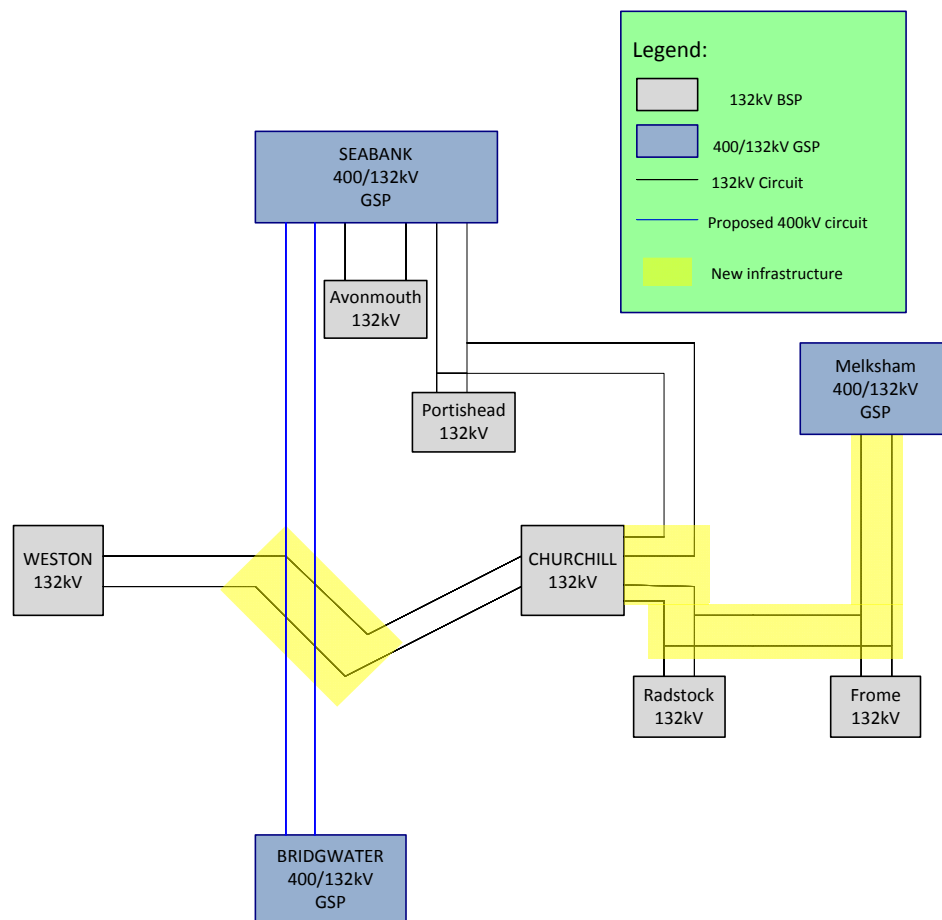 Legend:
132kV BSP
400/132kV GSP
132kV Circuit
Proposed 400kV circuit
New infrastructure
SEABANK
400/132kV
GSP
Avonmouth
132kV
Portishead
132kV
Melksham
400/132kV
GSP
WESTON
132kV
CHURCHILL
132kV
Radstock
132kV
Frome
132kV
BRIDGWATER
400/132kV
GSP